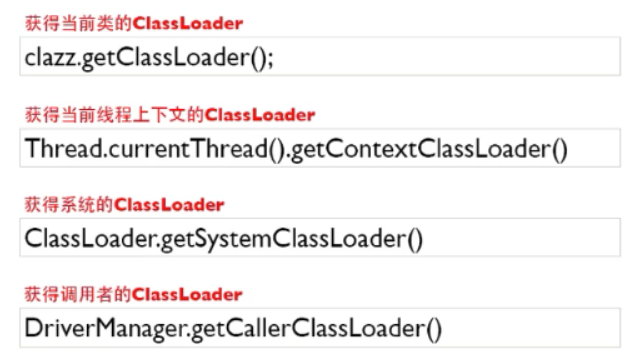 获得当前类的ClassLoader
clazz.getClassLoader();
获得当前线程上下文的ClassLoader
Thread.currentThread().getContextClassLoader()
获得系统的ClassLoader
ClassLoader.getSystemClassLoader()
获得调用者的ClassLoader
DriverManager.getCallerClassLoader()